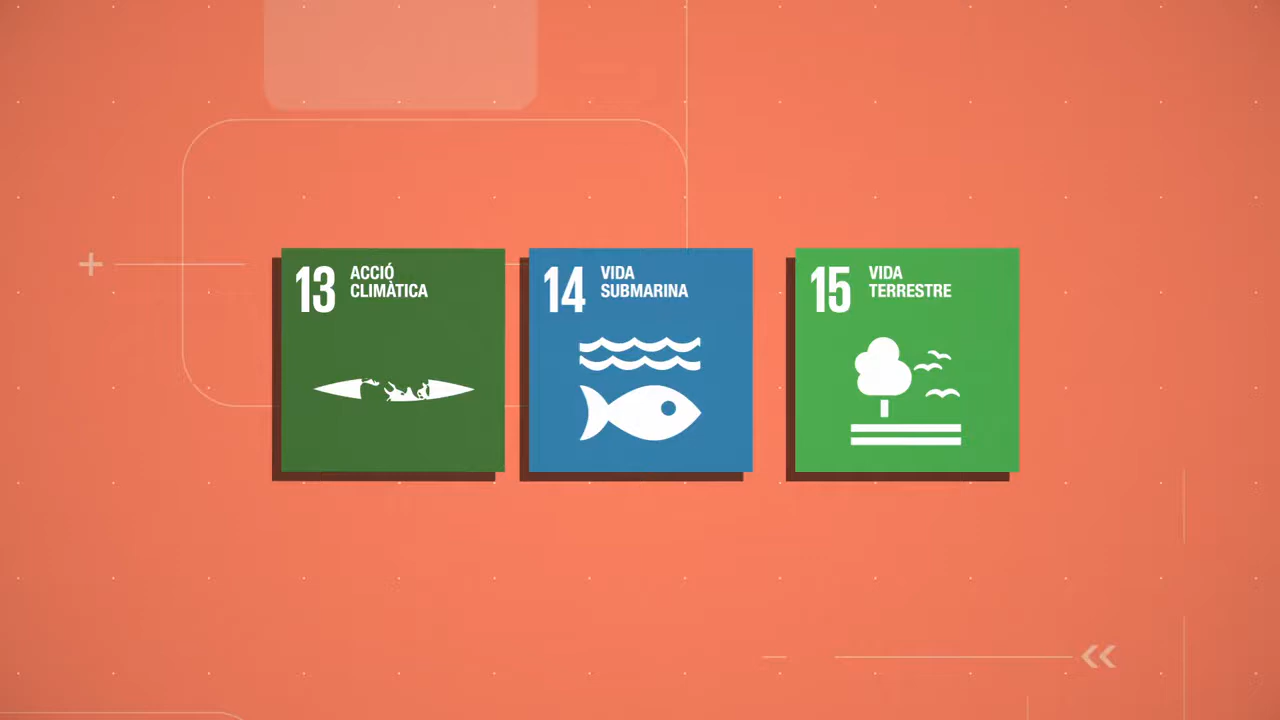 13
ACCIÓ
CLIMÀTICA
14
VIDA
SUBMARINA
15
VIDA
TERRESTRE